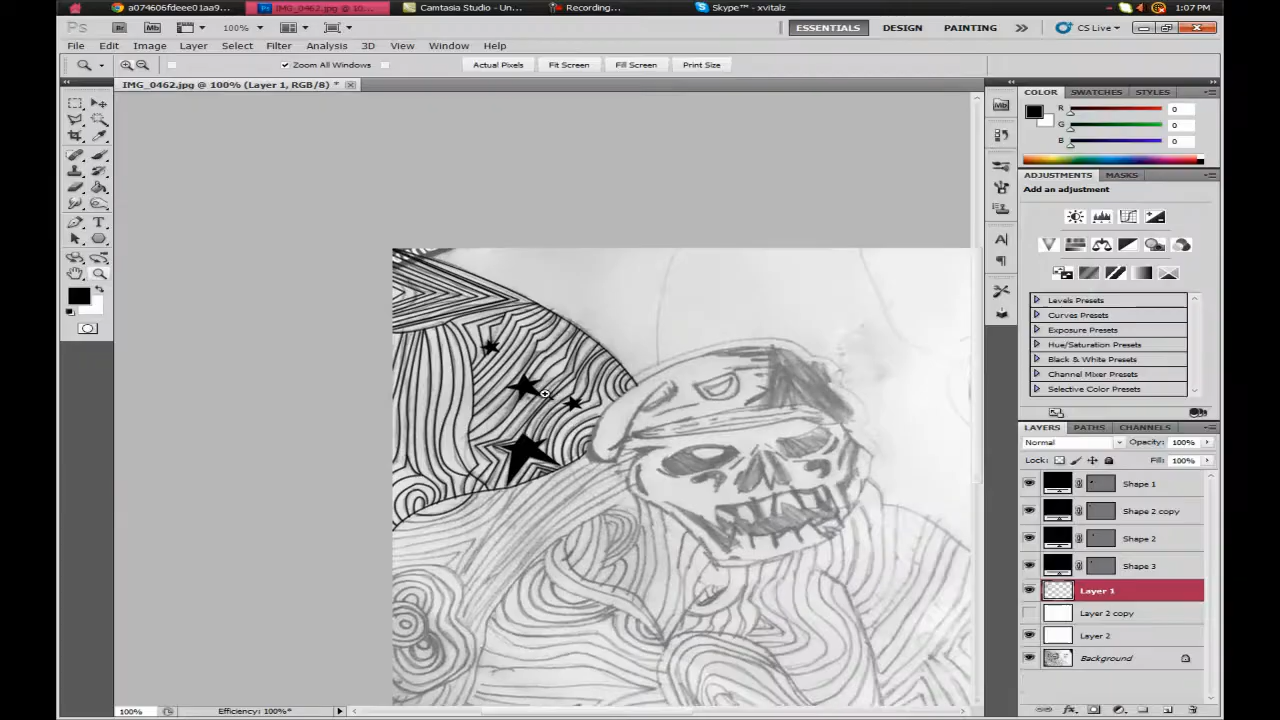 a074606fdeee01aa9...
IMG_0462.jpg @ 10...
Camtasia Studio - Un...
Recording...
Skype™ - xvitalz
1:07 PM
Ps
Br
Mb
100%
ESSENTIALS
DESIGN
PAINTING
CS Live
File Edit Image Layer Select Filter Analysis 3D View Window Help
Zoom All Windows
Actual Pixels
Fit Screen
Fill Screen
Print Size
IMG_0462.jpg @ 100% (Layer 1, RGB/8) *
COLOR SWATCHES STYLES
R 0
G 0
B 0
ADJUSTMENTS MASKS
Add an adjustment
Levels Presets
Curves Presets
Exposure Presets
Hue/Saturation Presets
Black & White Presets
Channel Mixer Presets
Selective Color Presets
LAYERS PATHS CHANNELS
Normal
Opacity: 100%
Lock:
Fill: 100%
Shape 1
Shape 2 copy
Shape 2
Shape 3
Layer 1
Layer 2 copy
Layer 2
Background
100%
Efficiency: 100%*